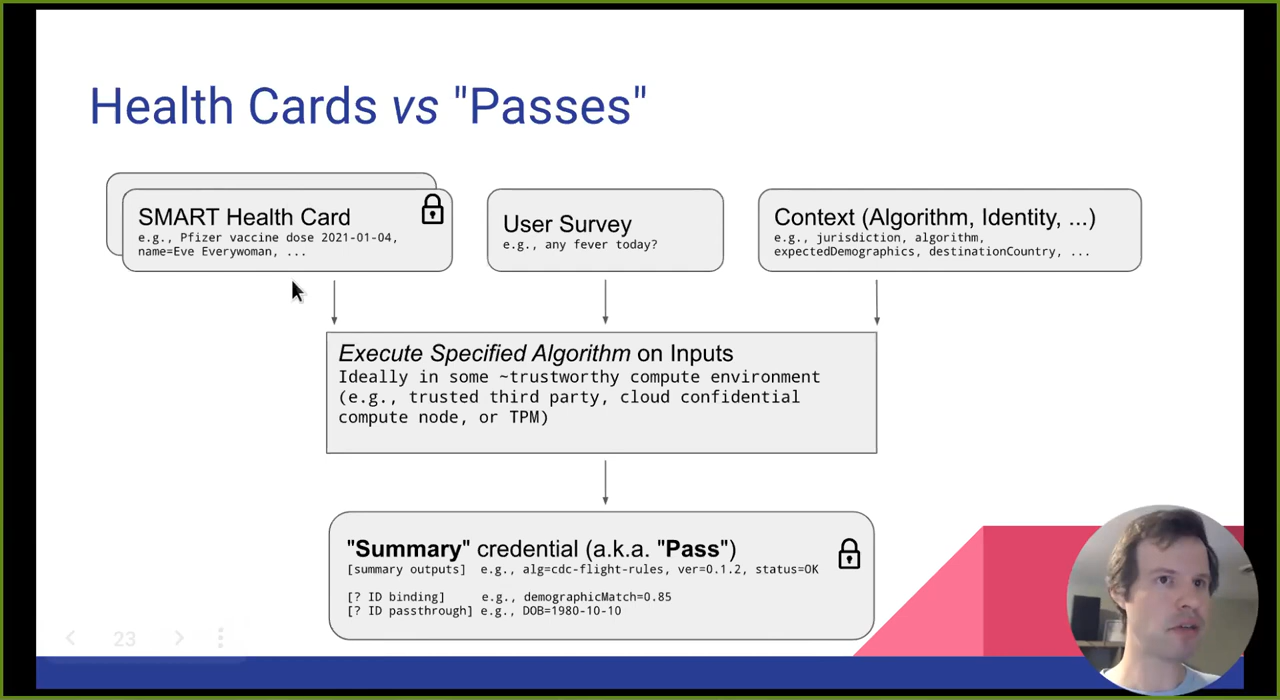 Health Cards vs "Passes"
SMART Health Card
e.g., Pfizer vaccine dose 2021-01-04,
name=Eve Everywoman, ...
User Survey
e.g., any fever today?
Context (Algorithm, Identity, ...)
e.g., jurisdiction, algorithm,
expectedDemographics, destinationCountry, ...
Execute Specified Algorithm on Inputs
Ideally in some ~trustworthy compute environment
(e.g., trusted third party, cloud confidential
compute node, or TPM)
"Summary" credential (a.k.a. "Pass")
[summary outputs] e.g., alg=cdc-flight-rules, ver=0.1.2, status=OK
[? ID binding] e.g., demographicMatch=0.85
[? ID passthrough] e.g., DOB=1980-10-10
23